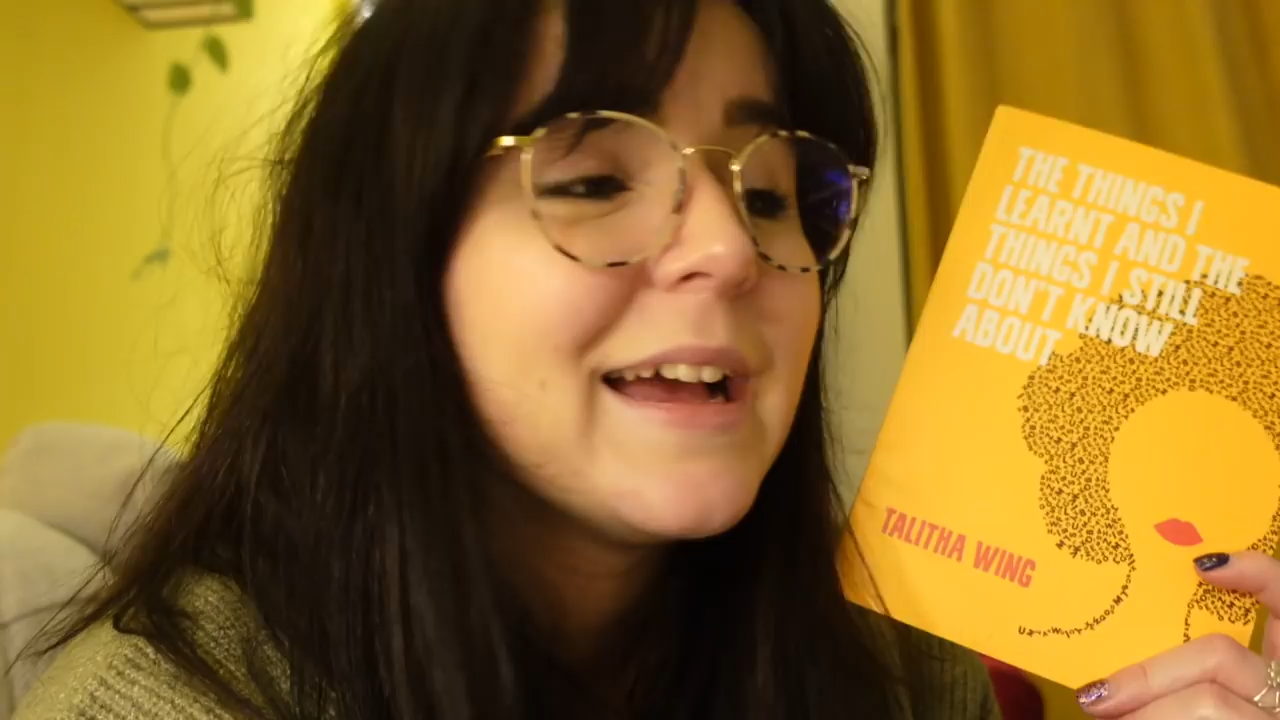 THE THINGS I
LEARNT AND THE
THINGS I STILL
DON'T KNOW
ABOUT
TALITHA WING